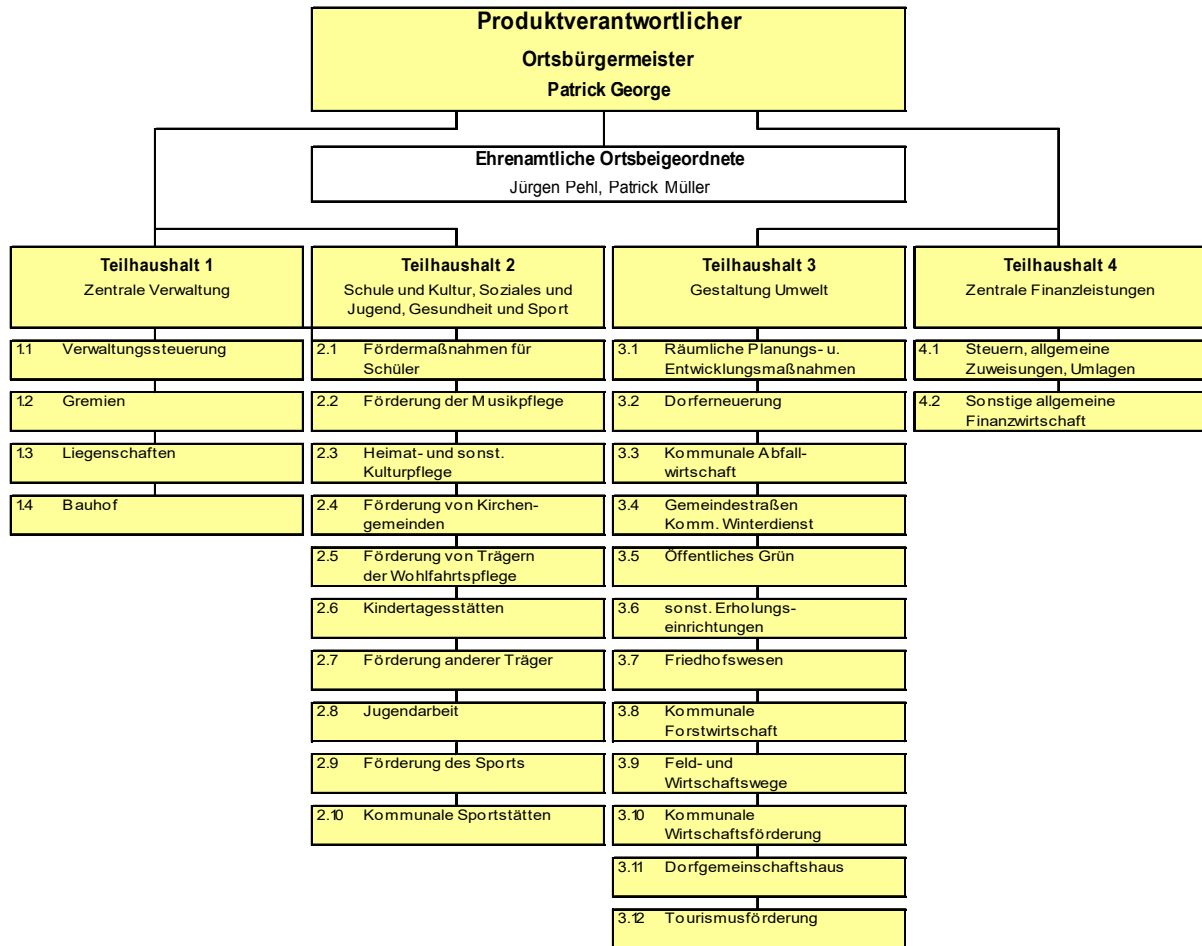 Produktverantwortlicher
Ortsbürgermeister
Patrick George
Ehrenamtliche Ortsbeigeordnete
Jürgen Pehl, Patrick Müller
Teilhaushalt 1
Zentrale Verwaltung
1.1 Verwaltungssteuerung
1.2 Gremien
1.3 Liegenschaften
1.4 Bauhof
Teilhaushalt 2
Schule und Kultur, Soziales und
Jugend, Gesundheit und Sport
2.1 Fördermaßnahmen für
Schüler
2.2 Förderung der Musikpflege
2.3 Heimat- und sonst.
Kulturpflege
2.4 Förderung von Kirchen-
gemeinden
2.5 Förderung von Trägern
der Wohlfahrtspflege
2.6 Kindertagesstätten
2.7 Förderung anderer Träger
2.8 Jugendarbeit
2.9 Förderung des Sports
2.10 Kommunale Sportstätten
Teilhaushalt 3
Gestaltung Umwelt
3.1 Räumliche Planungs- u.
Entwicklungsmaßnahmen
3.2 Dorferneuerung
3.3 Kommunale Abfall-
wirtschaft
3.4 Gemeindestraßen
Komm. Winterdienst
3.5 Öffentliches Grün
3.6 sonst. Erholungs-
einrichtungen
3.7 Friedhofswesen
3.8 Kommunale
Forstwirtschaft
3.9 Feld- und
Wirtschaftswege
3.10 Kommunale
Wirtschaftsförderung
3.11 Dorfgemeinschaftshaus
3.12 Tourismusförderung
Teilhaushalt 4
Zentrale Finanzleistungen
4.1 Steuern, allgemeine
Zuweisungen, Umlagen
4.2 Sonstige allgemeine
Finanzwirtschaft